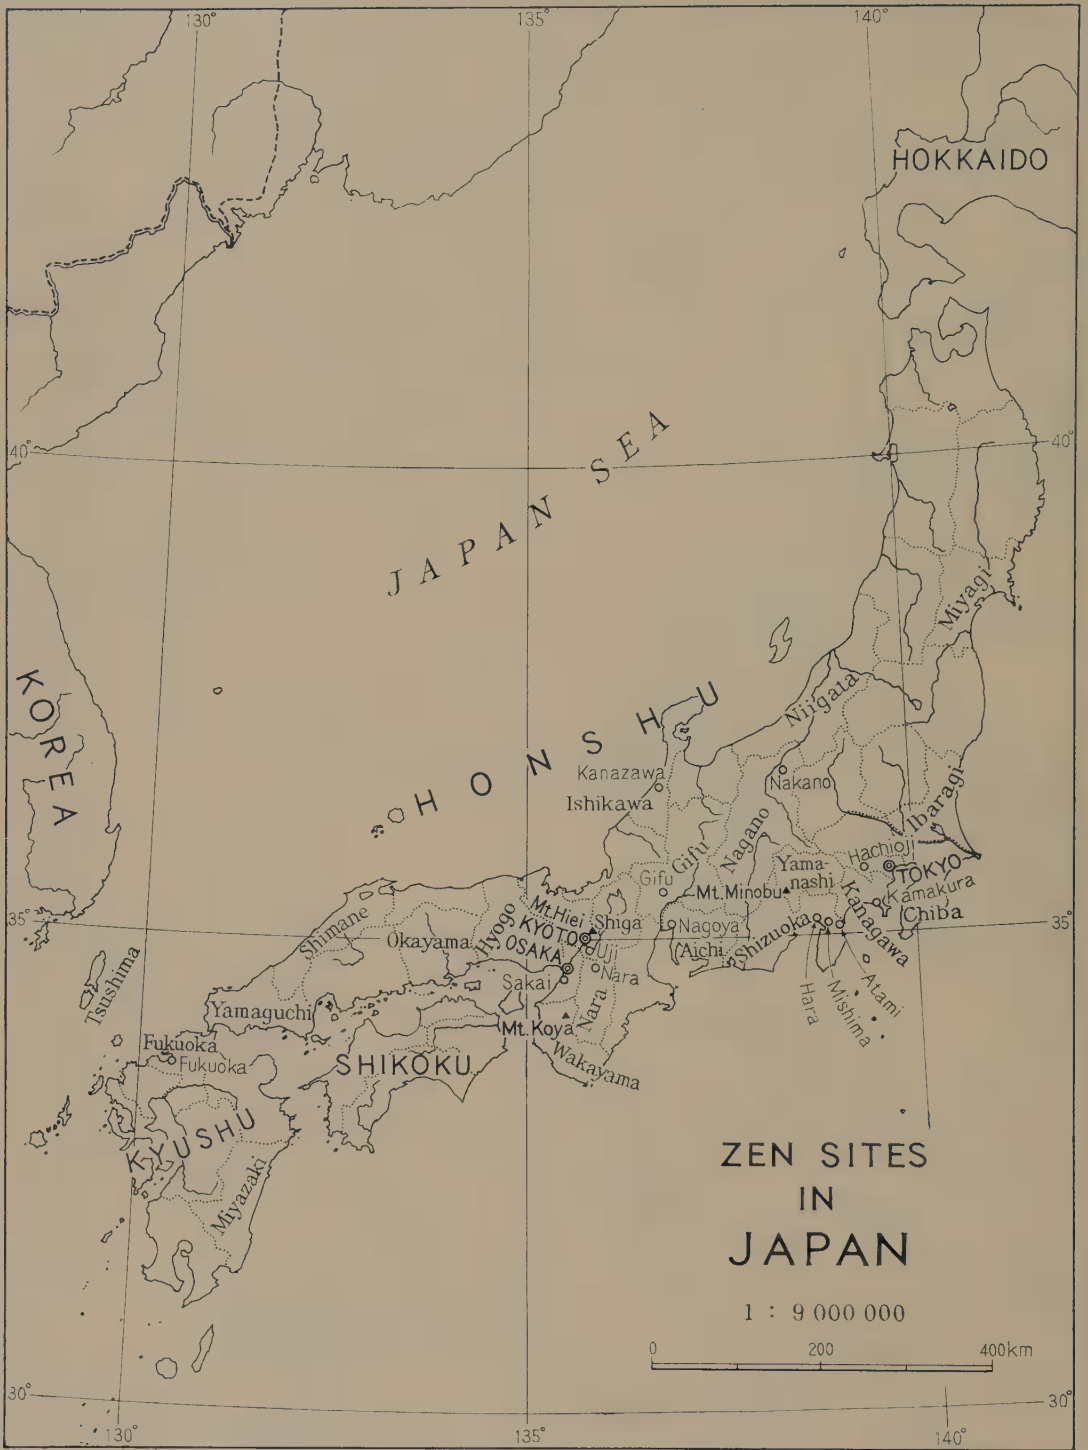 130°
135°
140°
HOKKAIDO
40°
40°
JAPAN SEA
Miyagi
KOREA
Niigata
HONSHU
Kanazawa
Ishikawa
Nakano
Ibaragi
Nagano
Gifu
Gifu
Hachioji
TOKYO
Yama-
nashi
Mt.Minobu
Kamakura
Kanagawa
Chiba
35°
35°
Shimane
Okayama
Hyogo
Mt.Hiei
Shiga
KYOTO
Uji
OSAKA
Nagoya
Aichi
Shizuoka
Sakai
Nara
Nara
Hara
Mishima
Atami
Tsushima
Yamaguchi
Mt.Koya
Wakayama
Fukuoka
Fukuoka
SHIKOKU
KYUSHU
Miyazaki
ZEN SITES
IN
JAPAN
1 : 9 000 000
0 200 400km
30°
30°
130°
135°
140°